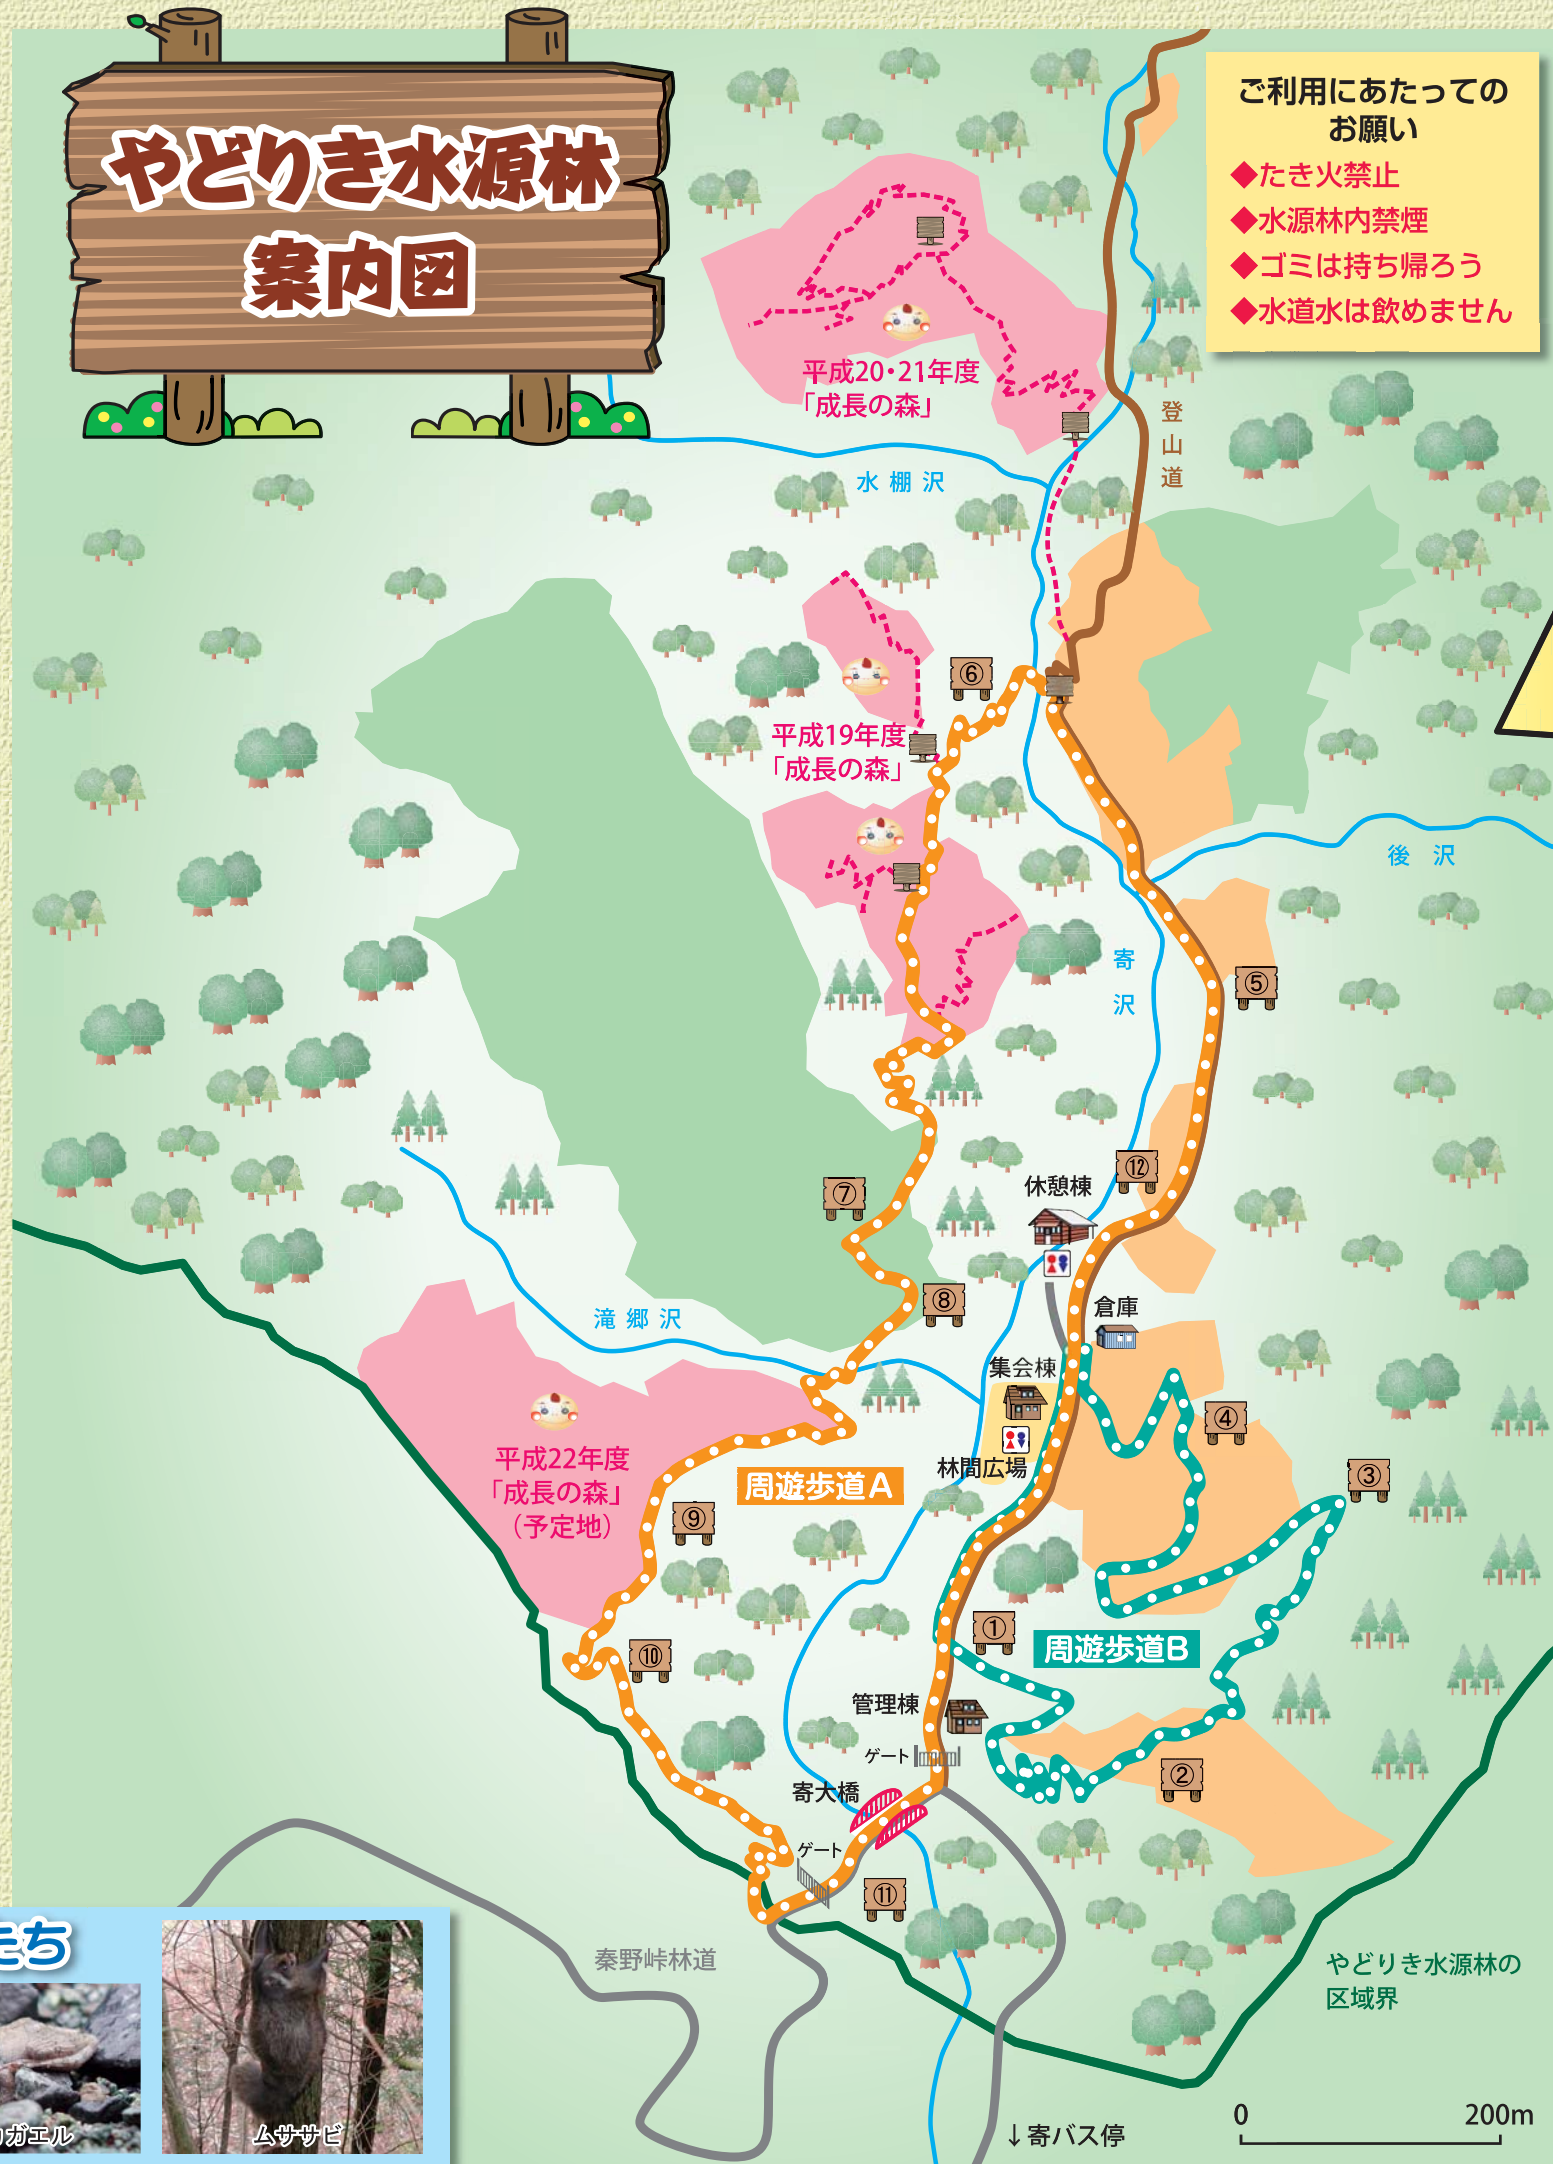 やどりき水源林
案内図
ご利用にあたっての
お願い
◆たき火禁止
◆水源林内禁煙
◆ゴミは持ち帰ろう
◆水道水は飲めません
平成20・21年度
「成長の森」
登山道
水棚沢
⑥
平成19年度
「成長の森」
後沢
寄沢
⑤
⑫
休憩棟
⑦
⑧
倉庫
滝郷沢
集会棟
④
林間広場
③
平成22年度
「成長の森」
（予定地）
周遊歩道A
⑨
①
周遊歩道B
⑩
管理棟
ゲート
②
寄大橋
ゲート
⑪
秦野峠林道
やどりき水源林の
区域界
たち
ガエル
ムササビ
↓寄バス停
0 200m